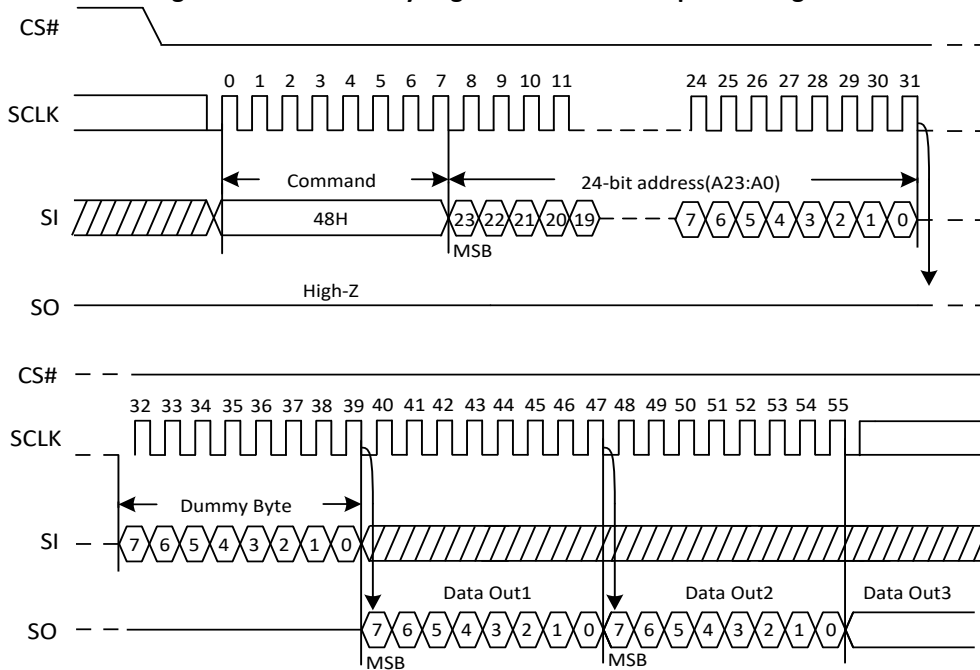 CS#
0 1 2 3 4 5 6 7 8 9 10 11 24 25 26 27 28 29 30 31
SCLK
Command 24-bit address(A23:A0)
SI 48H 23 22 21 20 19 7 6 5 4 3 2 1 0
MSB
High-Z
SO
CS#
32 33 34 35 36 37 38 39 40 41 42 43 44 45 46 47 48 49 50 51 52 53 54 55
SCLK
Dummy Byte
SI 7 6 5 4 3 2 1 0
Data Out1 Data Out2 Data Out3
SO 7 6 5 4 3 2 1 0 7 6 5 4 3 2 1 0
MSB MSB